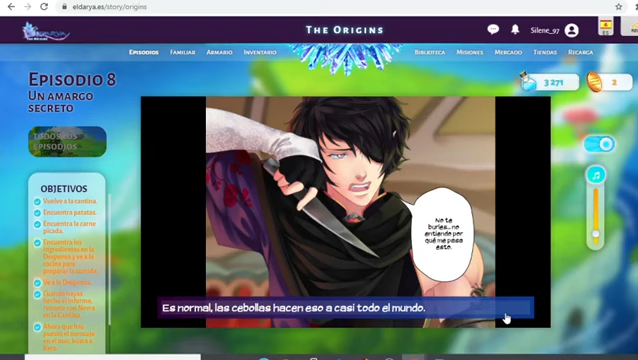 eldarya.es/story/origins
ELDARYA
The Origins
Silene_97
ES
Episodios
Familiar
Armario
Inventario
Biblioteca
Misiones
Mercado
Tiendas
Recarga
Episodio 8
Un amargo
secreto
3 271
2
Todos los
episodios
Objetivos
Vuelve a la cantina.
Encuentra patatas.
Encuentra la carne
picada.
Encuentra los
ingredientes en la
Despensa y ve a la
cocina para
preparar la comida.
Ve a la Despensa.
No te
burles...no
entiendo por
qué me pasa
esto.
Es normal, las cebollas hacen eso a casi todo el mundo.